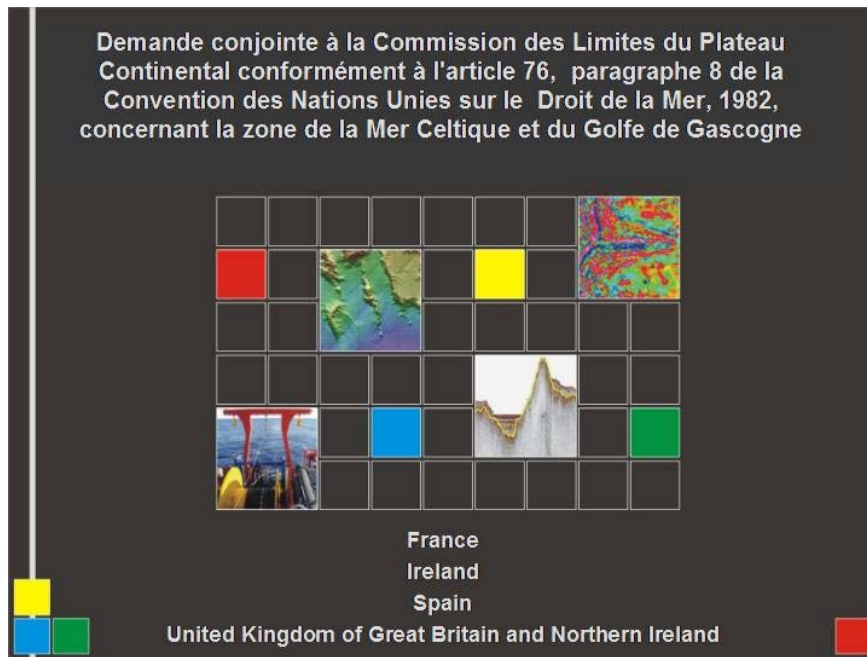 Demande conjointe à la Commission des Limites du Plateau
Continental conformément à l'article 76, paragraphe 8 de la
Convention des Nations Unies sur le Droit de la Mer, 1982,
concernant la zone de la Mer Celtique et du Golfe de Gascogne
France
Ireland
Spain
United Kingdom of Great Britain and Northern Ireland